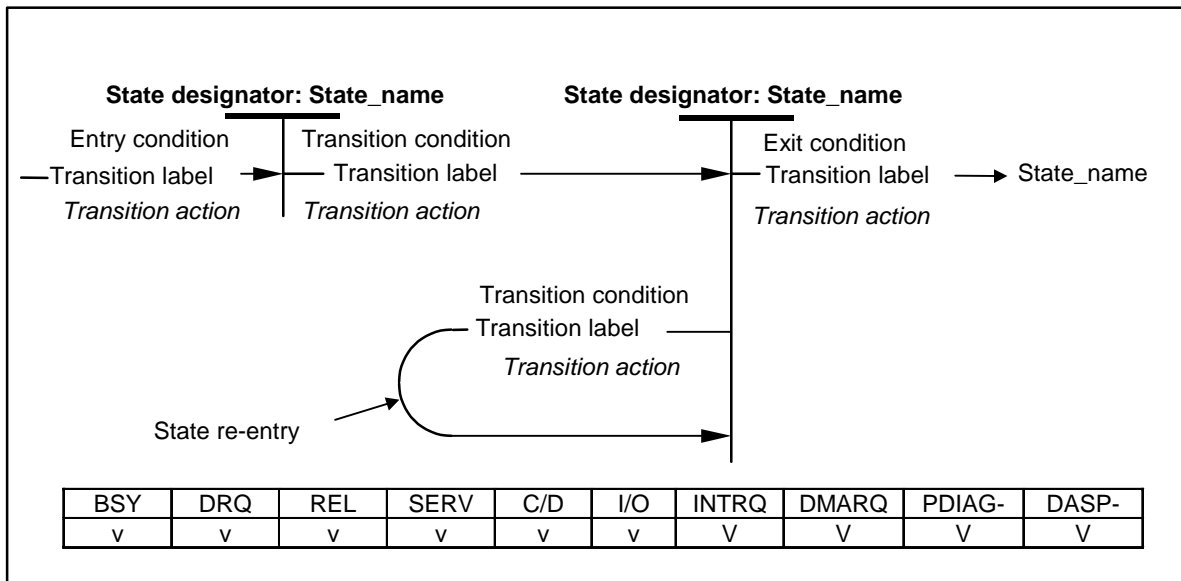 State designator: State_name State designator: State_name
Entry condition Transition condition Exit condition
Transition label Transition label Transition label State_name
Transition action Transition action Transition action
Transition condition
Transition label
Transition action
State re-entry
BSY DRQ REL SERV C/D I/O INTRQ DMARQ PDIAG- DASP-
v v v v v v V V V V